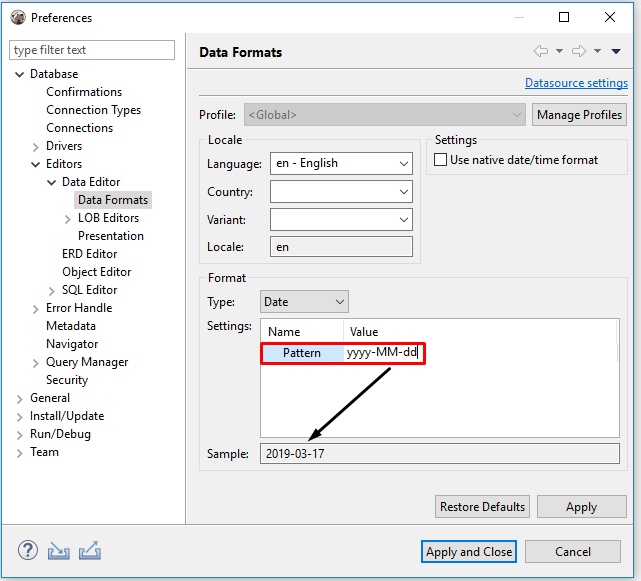 Preferences
type filter text
Database
Confirmations
Connection Types
Connections
Drivers
Editors
Data Editor
Data Formats
LOB Editors
Presentation
ERD Editor
Object Editor
SQL Editor
Error Handle
Metadata
Navigator
Query Manager
Security
General
Install/Update
Run/Debug
Team
Data Formats
Datasource settings
Profile: <Global> Manage Profiles
Locale
Language: en - English
Country:
Variant:
Locale: en
Settings
Use native date/time format
Format
Type: Date
Settings:
Name Value
Pattern yyyy-MM-dd
Sample: 2019-03-17
Restore Defaults Apply
Apply and Close Cancel